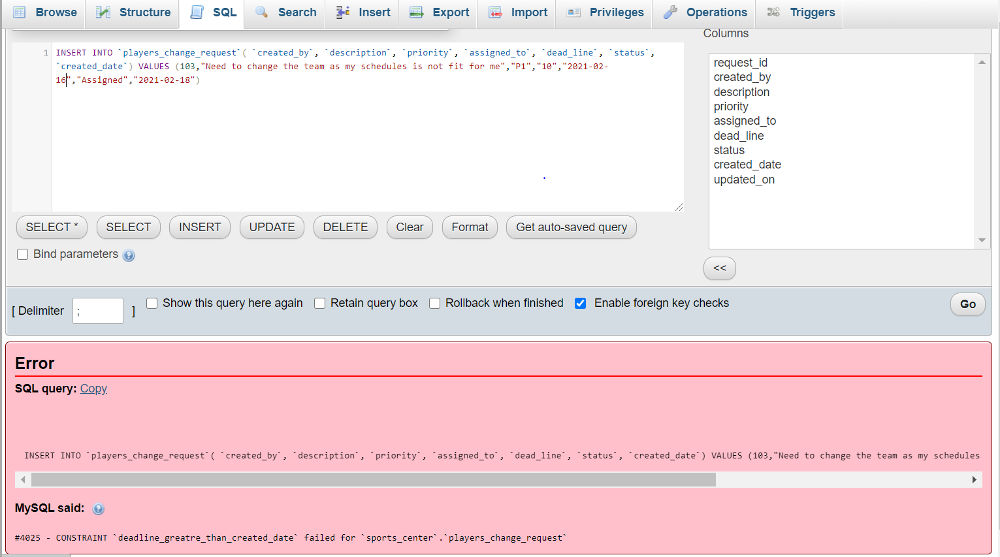 Browse Structure SQL Search Insert Export Import Privileges Operations Triggers
Columns
1 INSERT INTO `players_change_request`( `created_by`, `description`, `priority`, `assigned_to`, `dead_line`, `status`,
`created_date`) VALUES (103,"Need to change the team as my schedules is not fit for me","P1","10","2021-02-
16","Assigned","2021-02-18")
request_id
created_by
description
priority
assigned_to
dead_line
status
created_date
updated_on
SELECT * SELECT INSERT UPDATE DELETE Clear Format Get auto-saved query
Bind parameters
<<
[ Delimiter ; ] Show this query here again Retain query box Rollback when finished Enable foreign key checks Go
Error
SQL query: Copy
INSERT INTO `players_change_request`( `created_by`, `description`, `priority`, `assigned_to`, `dead_line`, `status`, `created_date`) VALUES (103,"Need to change the team as my schedules
MySQL said:
#4025 - CONSTRAINT `deadline_greatre_than_created_date` failed for `sports_center`.`players_change_request`